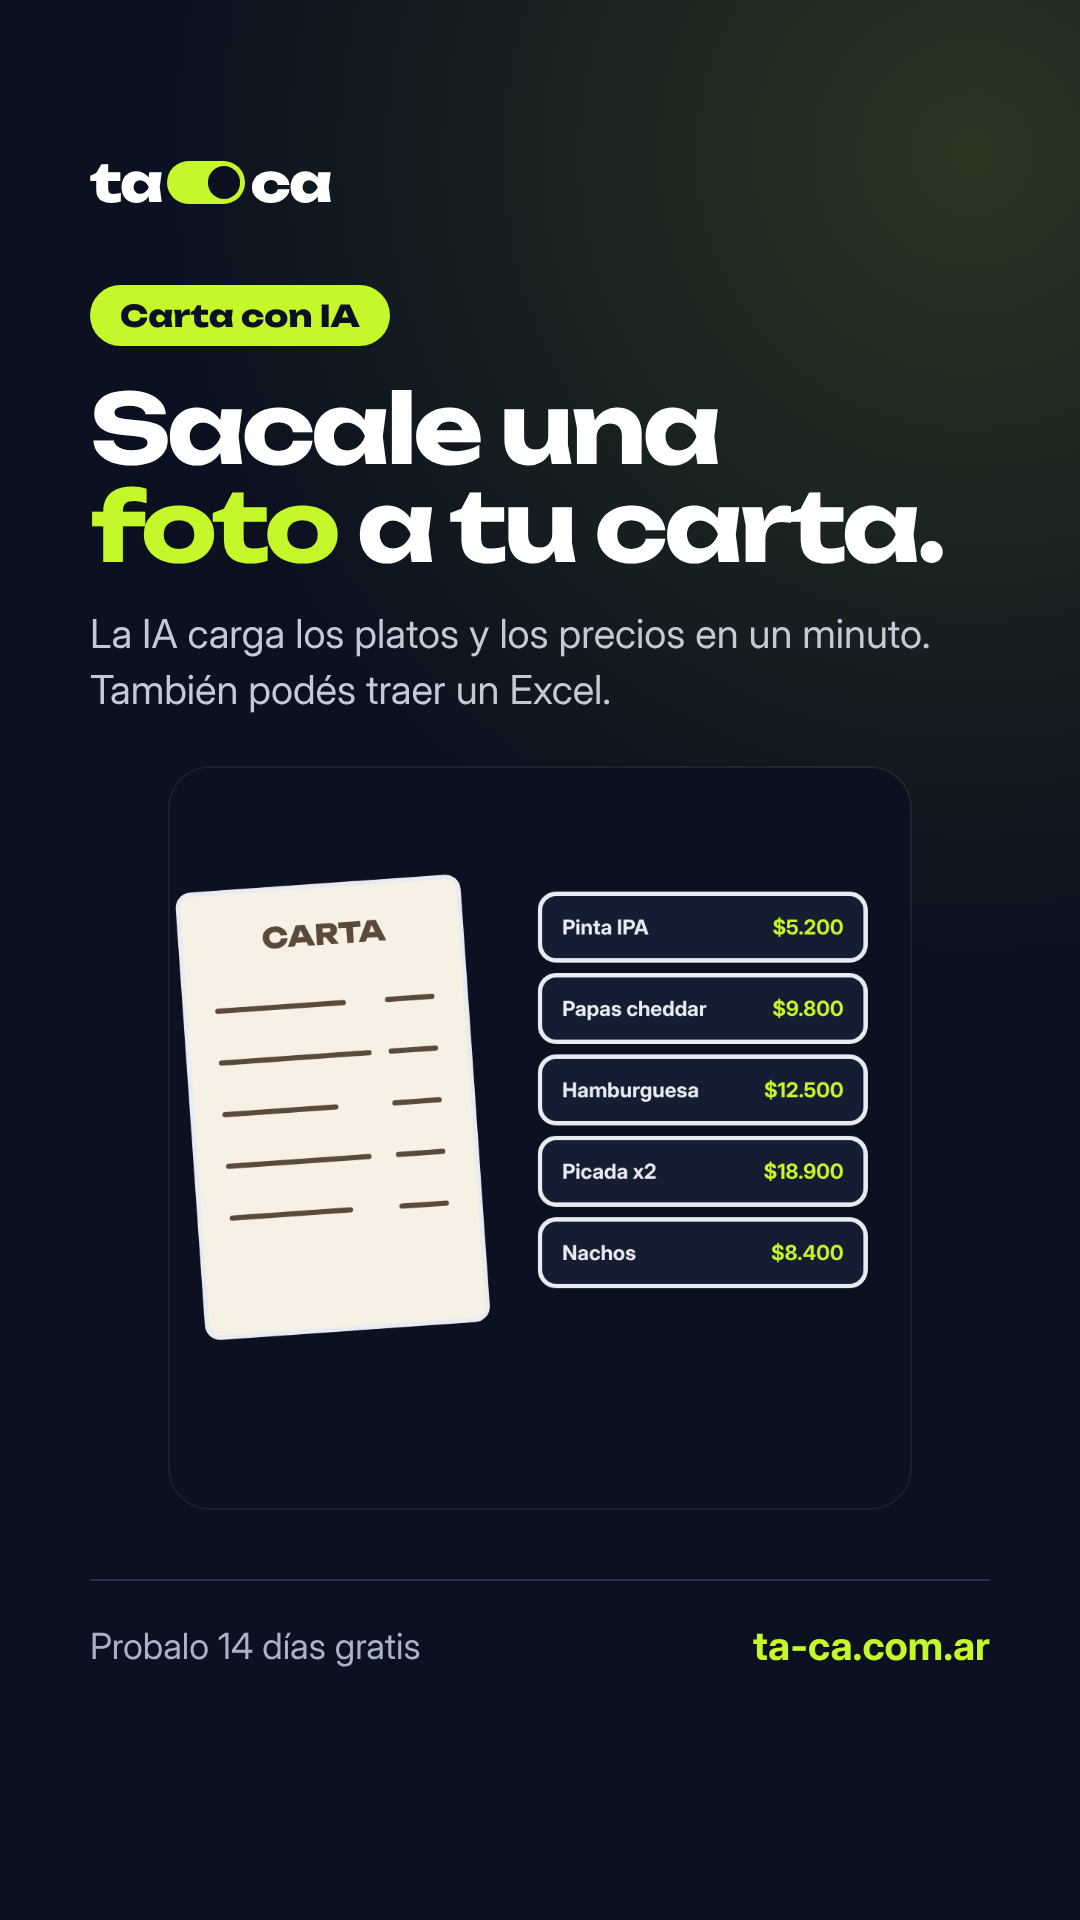 ta ca
Carta con IA
Sacale una
foto a tu carta.
La IA carga los platos y los precios en un minuto.
También podés traer un Excel.
CARTA
Pinta IPA $5.200
Papas cheddar $9.800
Hamburguesa $12.500
Picada x2 $18.900
Nachos $8.400
Probalo 14 días gratis ta-ca.com.ar